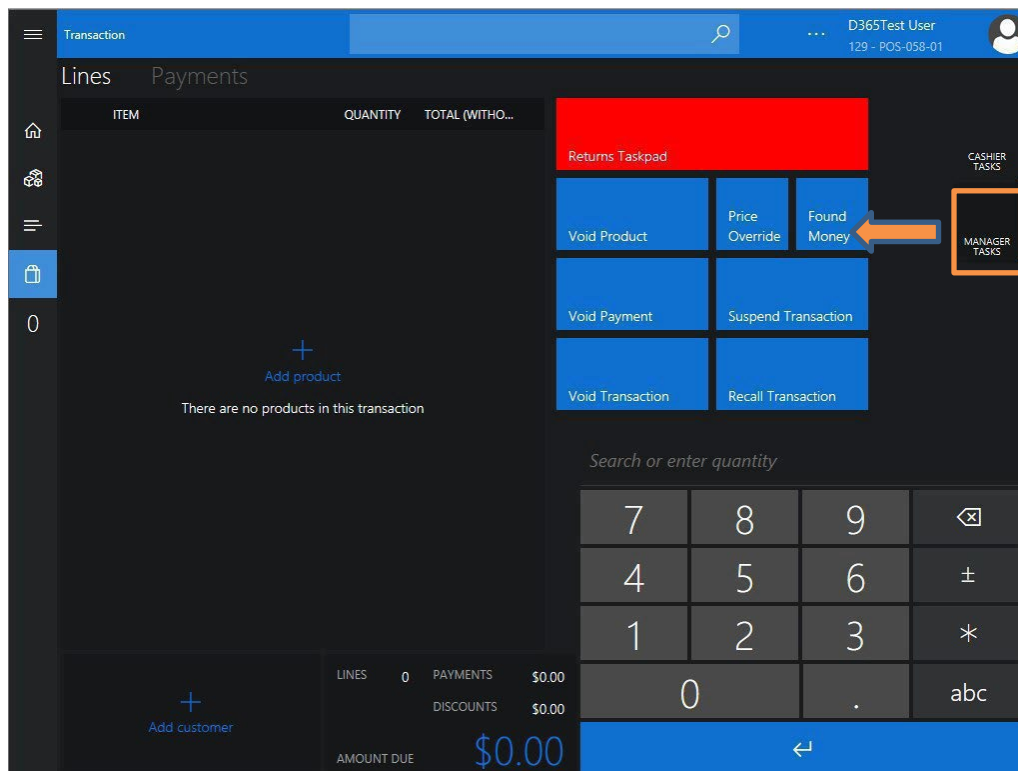 Transaction
D365Test User
129 - POS-058-01
Lines Payments
ITEM QUANTITY TOTAL (WITHO...
Returns Taskpad
CASHIER
TASKS
Void Product
Price
Override
Found
Money
MANAGER
TASKS
Void Payment
Suspend Transaction
Add product
There are no products in this transaction
Void Transaction
Recall Transaction
0
Search or enter quantity
7 8 9
4 5 6 ±
1 2 3 *
0 . abc
Add customer
LINES 0 PAYMENTS $0.00
DISCOUNTS $0.00
AMOUNT DUE $0.00